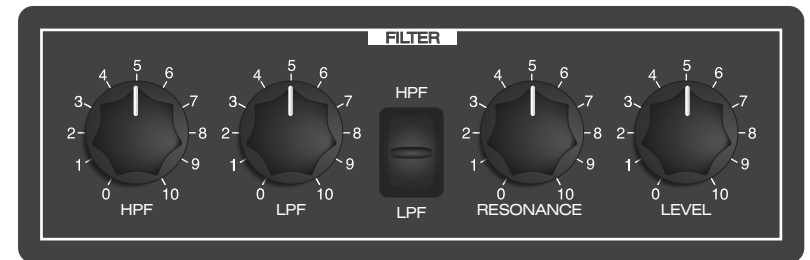 FILTER
5 5 5 5
4 6 4 6 HPF 4 6 4 6
3 7 3 7 3 7 3 7
2 8 2 8 2 8 2 8
1 9 1 9 1 9 1 9
0 10 0 10 0 10 0 10
HPF LPF LPF RESONANCE LEVEL